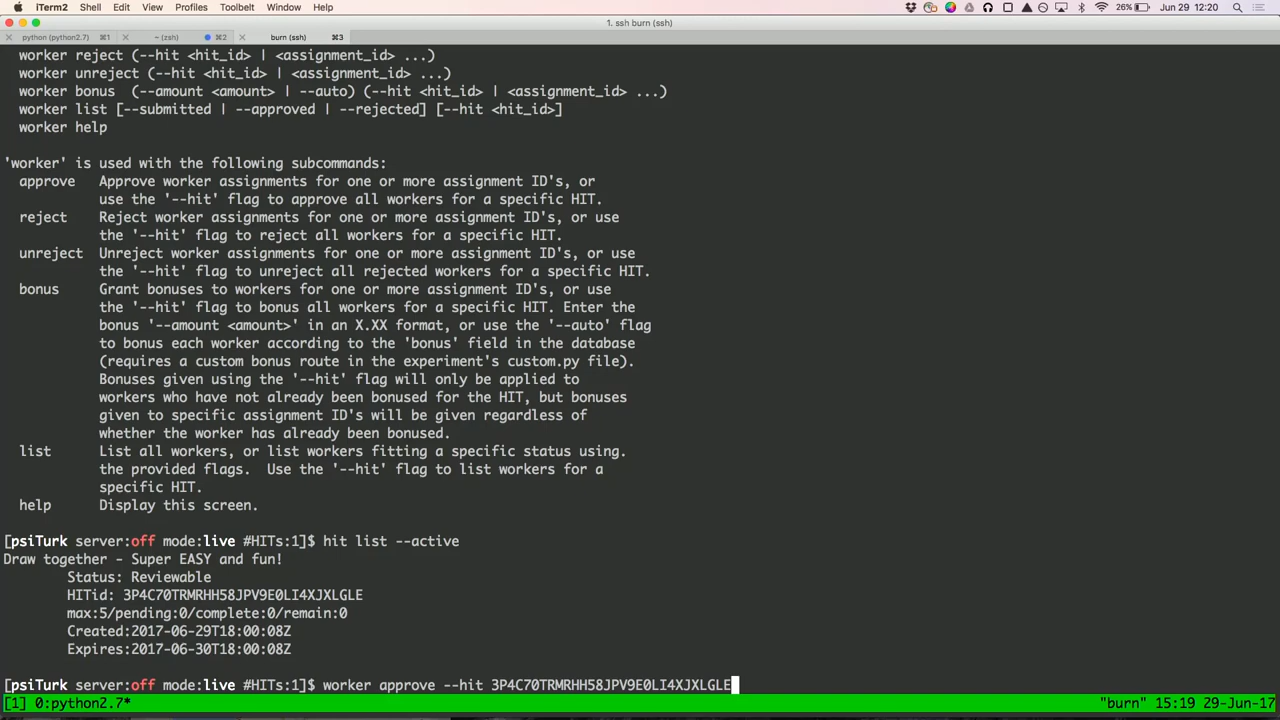 iTerm2 Shell Edit View Profiles Toolbelt Window Help 26% Jun 29 12:20
1. ssh burn (ssh)
python (python2.7) ⌘1 ~ (zsh) ⌘2 burn (ssh) ⌘3
worker reject (--hit <hit_id> | <assignment_id> ...)
worker unreject (--hit <hit_id> | <assignment_id> ...)
worker bonus  (--amount <amount> | --auto) (--hit <hit_id> | <assignment_id> ...)
worker list [--submitted | --approved | --rejected] [--hit <hit_id>]
worker help
'worker' is used with the following subcommands:
approve   Approve worker assignments for one or more assignment ID's, or
use the '--hit' flag to approve all workers for a specific HIT.
reject    Reject worker assignments for one or more assignment ID's, or use
the '--hit' flag to reject all workers for a specific HIT.
unreject  Unreject worker assignments for one or more assignment ID's, or use
the '--hit' flag to unreject all rejected workers for a specific HIT.
bonus     Grant bonuses to workers for one or more assignment ID's, or use
the '--hit' flag to bonus all workers for a specific HIT. Enter the
bonus '--amount <amount>' in an X.XX format, or use the '--auto' flag
to bonus each worker according to the 'bonus' field in the database
(requires a custom bonus route in the experiment's custom.py file).
Bonuses given using the '--hit' flag will only be applied to
workers who have not already been bonused for the HIT, but bonuses
given to specific assignment ID's will be given regardless of
whether the worker has already been bonused.
list      List all workers, or list workers fitting a specific status using.
the provided flags.  Use the '--hit' flag to list workers for a
specific HIT.
help      Display this screen.
[psiTurk server:off mode:live #HITs:1]$ hit list --active
Draw together - Super EASY and fun!
Status: Reviewable
HITid: 3P4C70TRMRHH58JPV9E0LI4XJXLGLE
max:5/pending:0/complete:0/remain:0
Created:2017-06-29T18:00:08Z
Expires:2017-06-30T18:00:08Z
[psiTurk server:off mode:live #HITs:1]$ worker approve --hit 3P4C70TRMRHH58JPV9E0LI4XJXLGLE
[1] 0:python2.7* "burn" 15:19 29-Jun-17